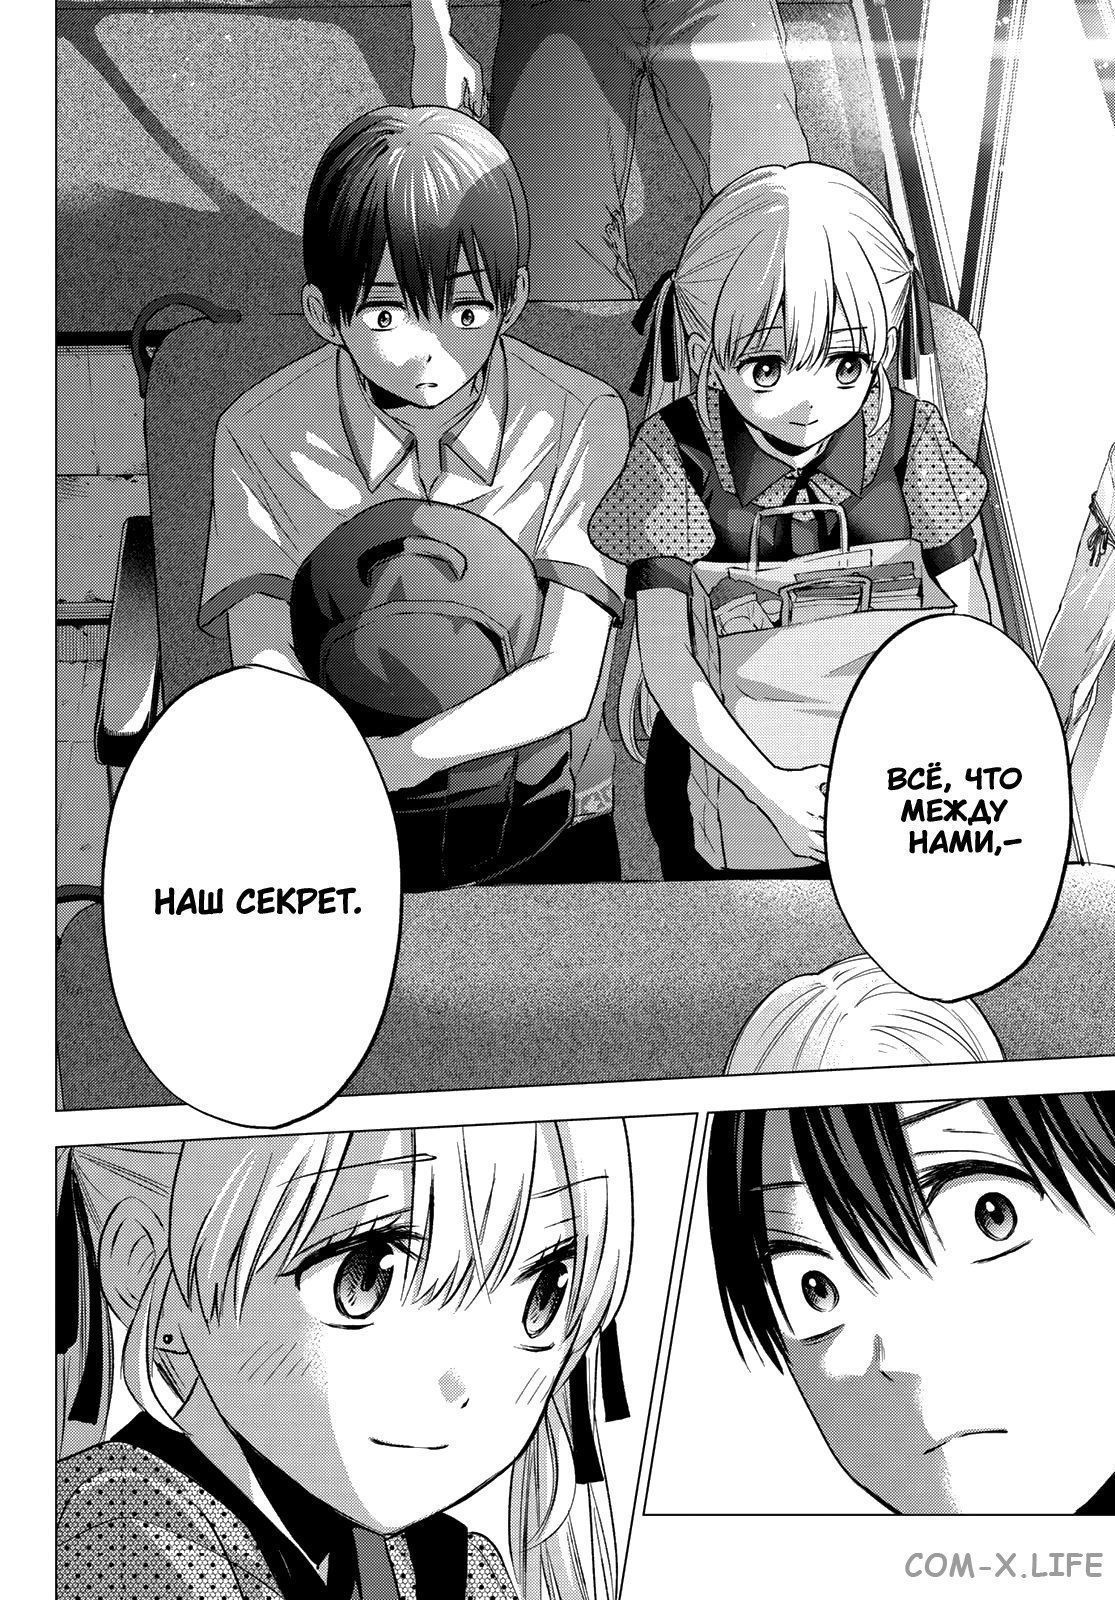 ВСЁ, ЧТО
МЕЖДУ
НАМИ,–
НАШ СЕКРЕТ.
COM-X.LIFE